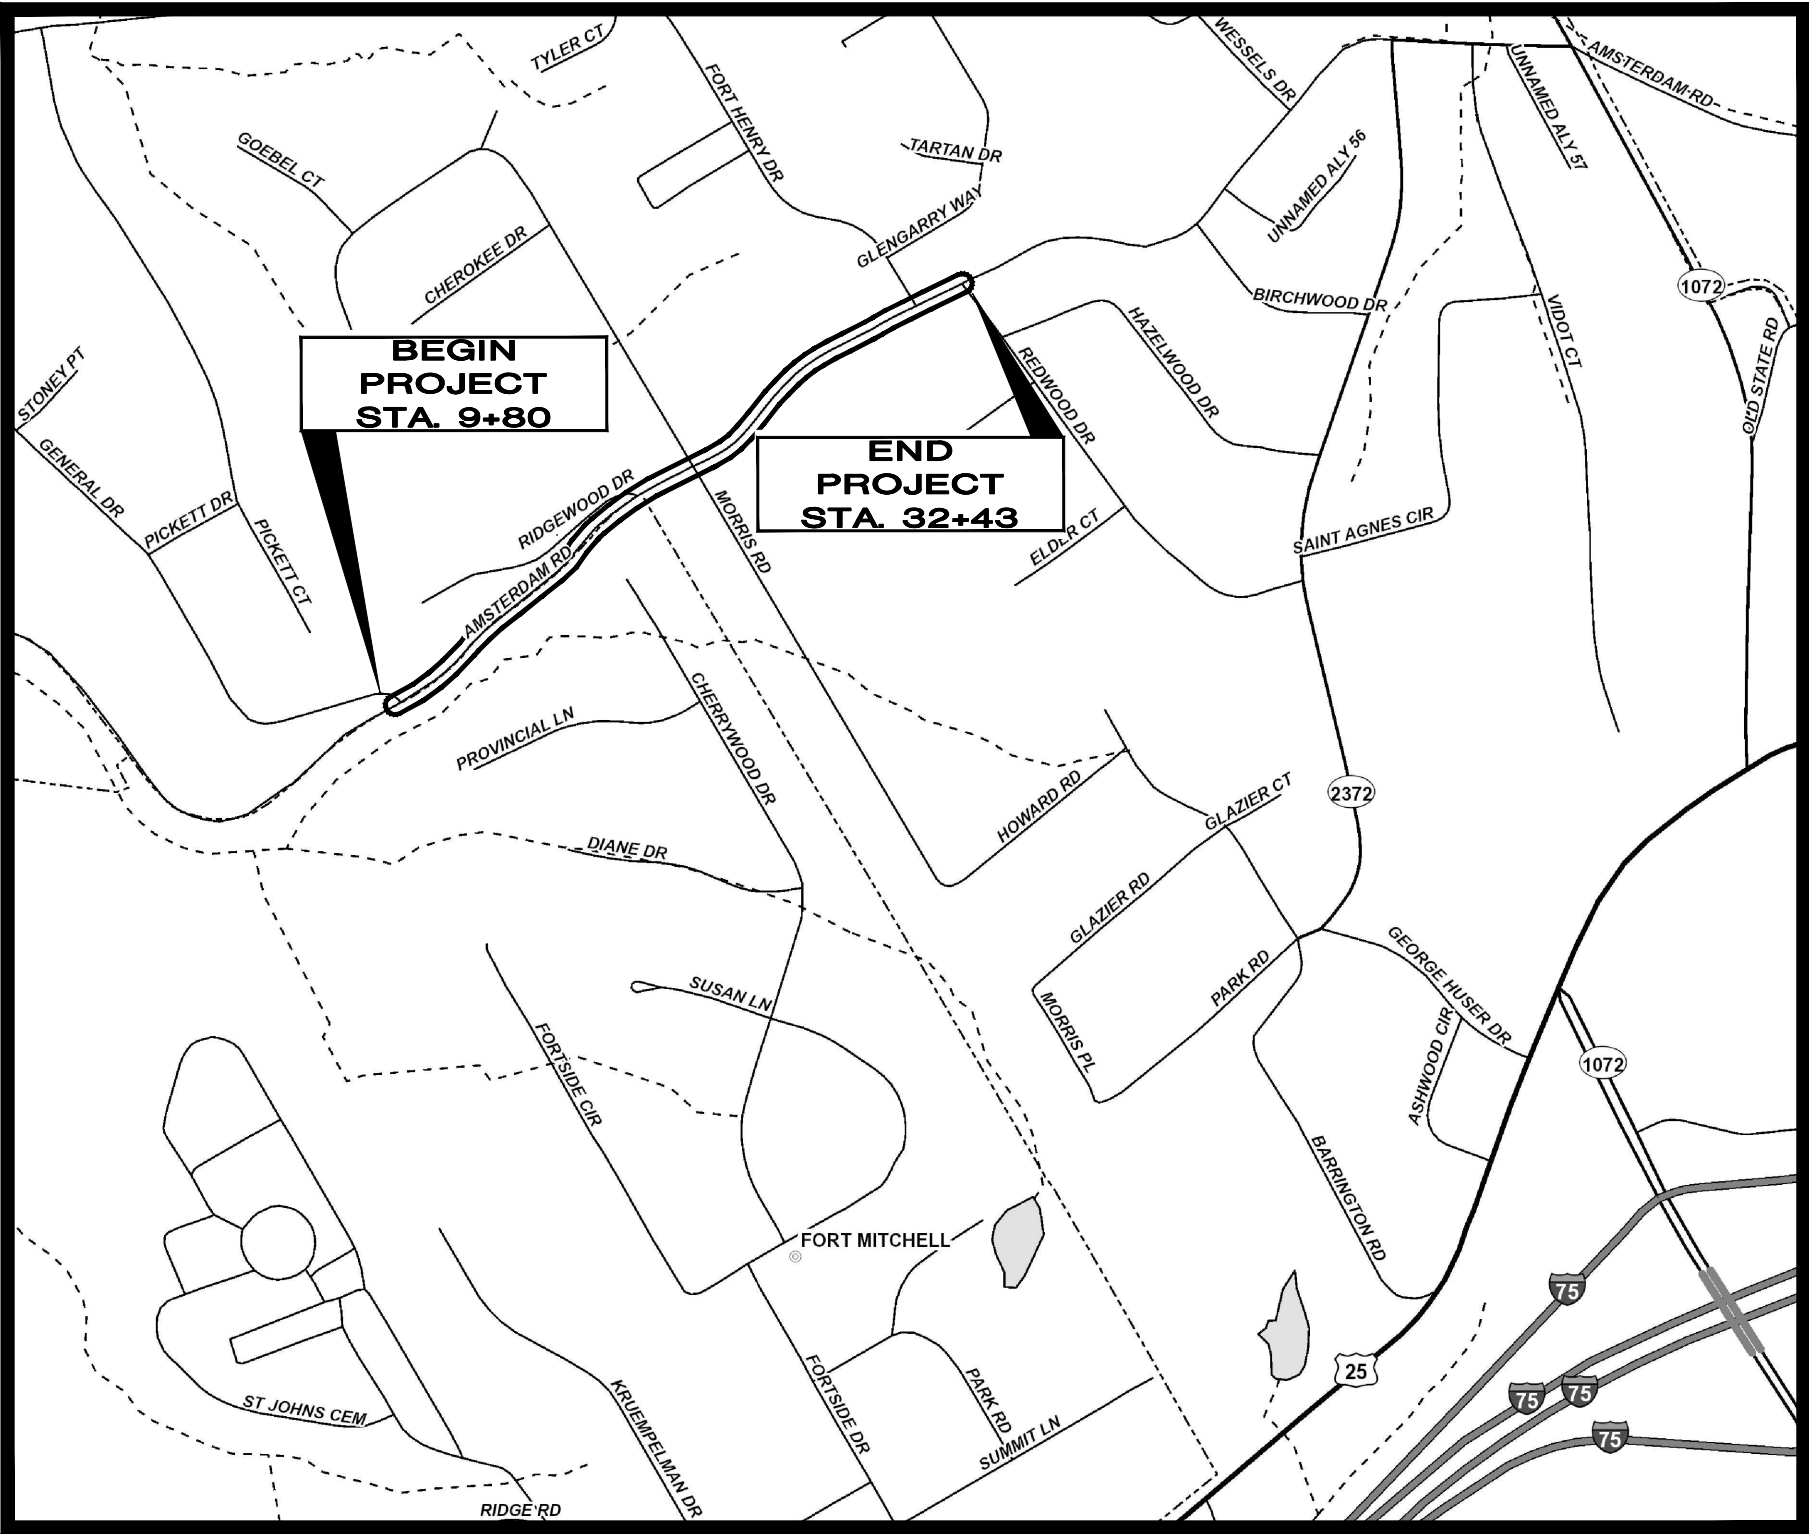 TYLER CT
FORT HENRY DR
WESSELS DR
UNNAMED ALY 57
AMSTERDAM RD
GOEBEL CT
TARTAN DR
UNNAMED ALY 56
GLENGARRY WAY
CHEROKEE DR
1072
BIRCHWOOD DR
VIDOT CT
OLD STATE RD
HAZELWOOD DR
REDWOOD DR
BEGIN
PROJECT
STA. 9+80
STONEY PT
GENERAL DR
PICKETT DR
PICKETT CT
RIDGEWOOD DR
MORRIS RD
END
PROJECT
STA. 32+43
ELDER CT
SAINT AGNES CIR
AMSTERDAM RD
CHERRYWOOD DR
PROVINCIAL LN
HOWARD RD
GLAZIER CT
2372
DIANE DR
GLAZIER RD
PARK RD
GEORGE HUSER DR
SUSAN LN
MORRIS PL
FORTSIDE CIR
ASHWOOD CIR
1072
BARRINGTON RD
FORT MITCHELL
75
25
75
75
75
FORTSIDE DR
PARK RD
SUMMIT LN
KRUEMPELMAN DR
ST JOHNS CEM
RIDGE RD